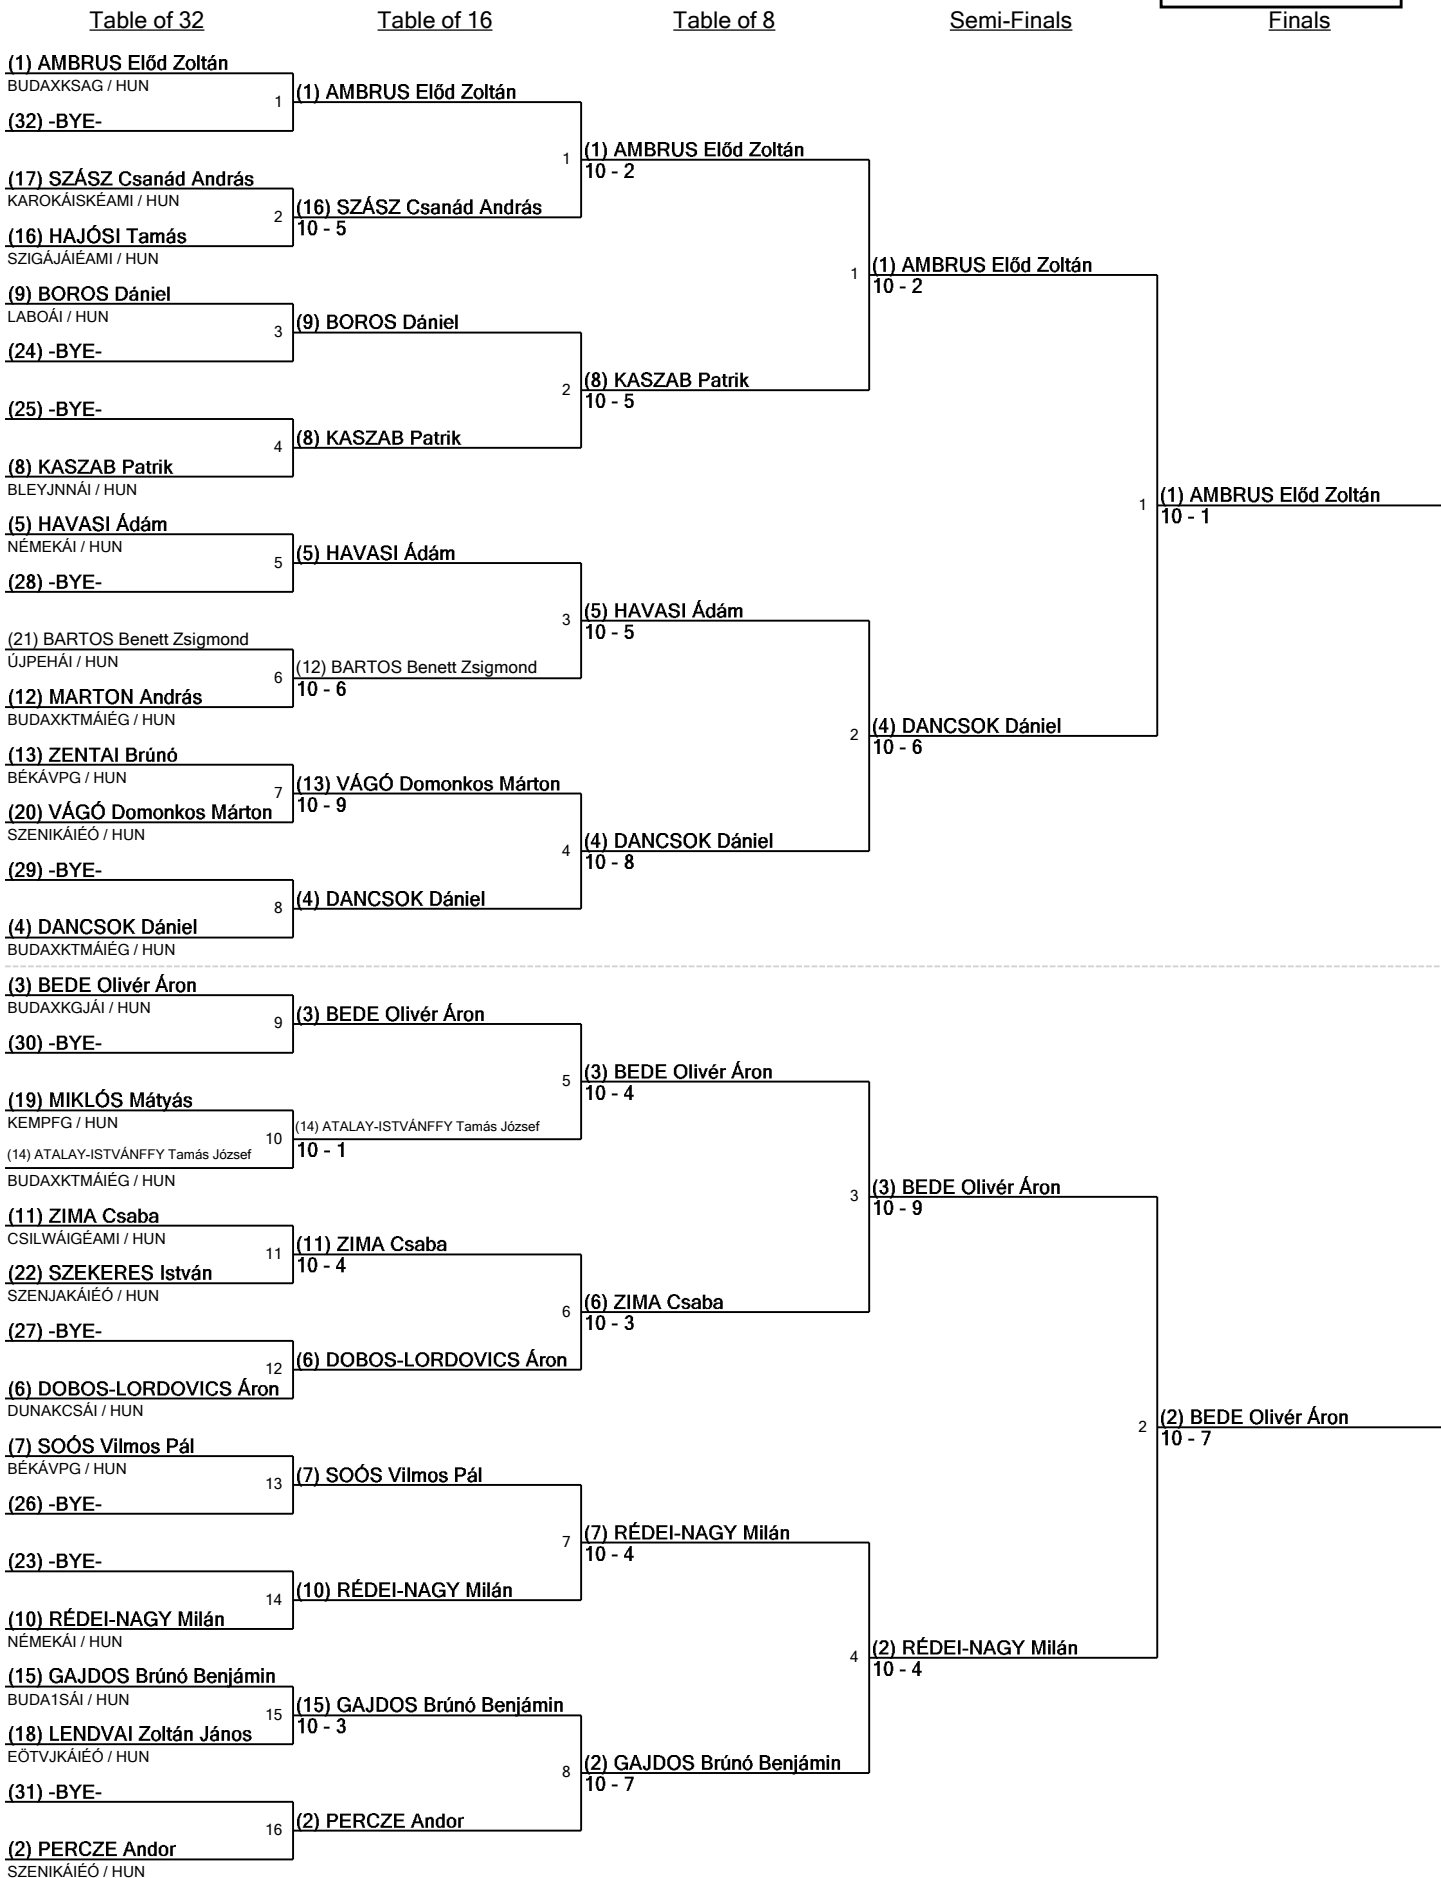 Table of 32
Table of 16
Table of 8
Semi-Finals
Finals
(1) AMBRUS Előd Zoltán
BUDAXKSAG / HUN
1
(32) -BYE-
(17) SZÁSZ Csanád András
KAROKÁISKÉAMI / HUN
2
(16) HAJÓSI Tamás
SZIGÁJÁIÉAMI / HUN
(9) BOROS Dániel
LABOÁI / HUN
3
(24) -BYE-
(25) -BYE-
4
(8) KASZAB Patrik
BLEYJNNÁI / HUN
(5) HAVASI Ádám
NÉMEKÁI / HUN
5
(28) -BYE-
(21) BARTOS Benett Zsigmond
ÚJPEHÁI / HUN
6
(12) MARTON András
BUDAXKTMÁIÉG / HUN
(13) ZENTAI Brúnó
BÉKÁVPG / HUN
7
(20) VÁGÓ Domonkos Márton
SZENIKÁIÉÓ / HUN
(29) -BYE-
8
(4) DANCSOK Dániel
BUDAXKTMÁIÉG / HUN
(3) BEDE Olivér Áron
BUDAXKGJÁI / HUN
9
(30) -BYE-
(19) MIKLÓS Mátyás
KEMPFG / HUN
10
(14) ATALAY-ISTVÁNFFY Tamás József
BUDAXKTMÁIÉG / HUN
(11) ZIMA Csaba
CSILWÁIGÉAMI / HUN
11
(22) SZEKERES István
SZENJAKÁIÉÓ / HUN
(27) -BYE-
12
(6) DOBOS-LORDOVICS Áron
DUNAKCSÁI / HUN
(7) SOÓS Vilmos Pál
BÉKÁVPG / HUN
13
(26) -BYE-
(23) -BYE-
14
(10) RÉDEI-NAGY Milán
NÉMEKÁI / HUN
(15) GAJDOS Brúnó Benjámin
BUDA1SÁI / HUN
15
(18) LENDVAI Zoltán János
EÖTVJKÁIÉÓ / HUN
(31) -BYE-
16
(2) PERCZE Andor
SZENIKÁIÉÓ / HUN
(1) AMBRUS Előd Zoltán
1
(16) SZÁSZ Csanád András
10 - 5
(9) BOROS Dániel
2
(8) KASZAB Patrik
(5) HAVASI Ádám
3
(12) BARTOS Benett Zsigmond
10 - 6
(13) VÁGÓ Domonkos Márton
10 - 9
4
(4) DANCSOK Dániel
(3) BEDE Olivér Áron
5
(14) ATALAY-ISTVÁNFFY Tamás József
10 - 1
(11) ZIMA Csaba
10 - 4
6
(6) DOBOS-LORDOVICS Áron
(7) SOÓS Vilmos Pál
7
(10) RÉDEI-NAGY Milán
(15) GAJDOS Brúnó Benjámin
10 - 3
8
(2) PERCZE Andor
(1) AMBRUS Előd Zoltán
10 - 2
1
(8) KASZAB Patrik
10 - 5
(5) HAVASI Ádám
10 - 5
2
(4) DANCSOK Dániel
10 - 8
(3) BEDE Olivér Áron
10 - 4
3
(6) ZIMA Csaba
10 - 3
(7) RÉDEI-NAGY Milán
10 - 4
4
(2) GAJDOS Brúnó Benjámin
10 - 7
(1) AMBRUS Előd Zoltán
10 - 2
1
(4) DANCSOK Dániel
10 - 6
(3) BEDE Olivér Áron
10 - 9
2
(2) RÉDEI-NAGY Milán
10 - 4
(1) AMBRUS Előd Zoltán
10 - 1
(2) BEDE Olivér Áron
10 - 7